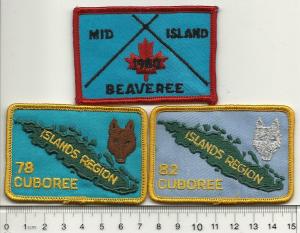 MID ISLAND
1980
BEAVEREE
ISLANDS REGION
78
CUBOREE
ISLANDS REGION
82
CUBOREE
0 1cm 2 3 4 5 6 7 8 9 10 11 12 13 14 15